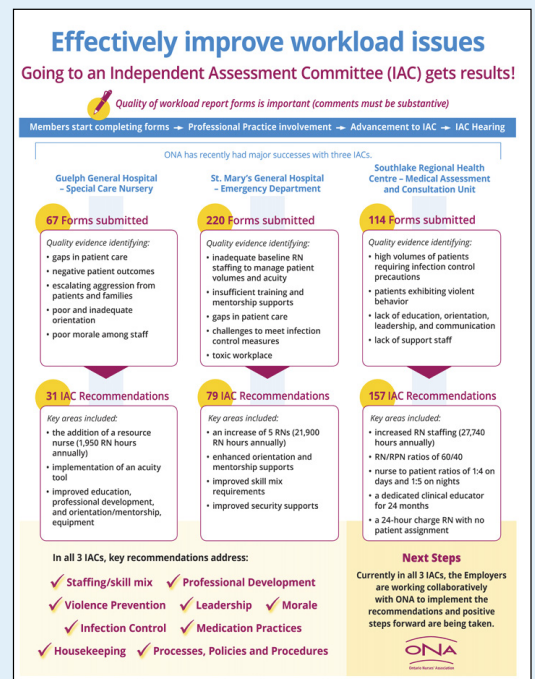 Effectively improve workload issues
Going to an Independent Assessment Committee (IAC) gets results!
Quality of workload report forms is important (comments must be substantive)
Members start completing forms → Professional Practice involvement → Advancement to IAC → IAC Hearing
ONA has recently had major successes with three IACs.
Guelph General Hospital
– Special Care Nursery
67 Forms submitted
Quality evidence identifying:
• gaps in patient care
• negative patient outcomes
• escalating aggression from
patients and families
• poor and inadequate
orientation
• poor morale among staff
31 IAC Recommendations
Key areas included:
• the addition of a resource
nurse (1,950 RN hours
annually)
• implementation of an acuity
tool
• improved education,
professional development,
and orientation/mentorship,
equipment
St. Mary's General Hospital
– Emergency Department
220 Forms submitted
Quality evidence identifying:
• inadequate baseline RN
staffing to manage patient
volumes and acuity
• insufficient training and
mentorship supports
• gaps in patient care
• challenges to meet infection
control measures
• toxic workplace
79 IAC Recommendations
Key areas included:
• an increase of 5 RNs (21,900
RN hours annually)
• enhanced orientation and
mentorship supports
• improved skill mix
requirements
• improved security supports
Southlake Regional Health
Centre – Medical Assessment
and Consultation Unit
114 Forms submitted
Quality evidence identifying:
• high volumes of patients
requiring infection control
precautions
• patients exhibiting violent
behavior
• lack of education, orientation,
leadership, and communication
• lack of support staff
157 IAC Recommendations
Key areas included:
• increased RN staffing (27,740
hours annually)
• RN/RPN ratios of 60/40
• nurse to patient ratios of 1:4 on
days and 1:5 on nights
• a dedicated clinical educator
for 24 months
• a 24-hour charge RN with no
patient assignment
In all 3 IACs, key recommendations address:
✓ Staffing/skill mix ✓ Professional Development
✓ Violence Prevention ✓ Leadership ✓ Morale
✓ Infection Control ✓ Medication Practices
✓ Housekeeping ✓ Processes, Policies and Procedures
Next Steps
Currently in all 3 IACs, the Employers
are working collaboratively
with ONA to implement the
recommendations and positive
steps forward are being taken.
ONA
Ontario Nurses' Association